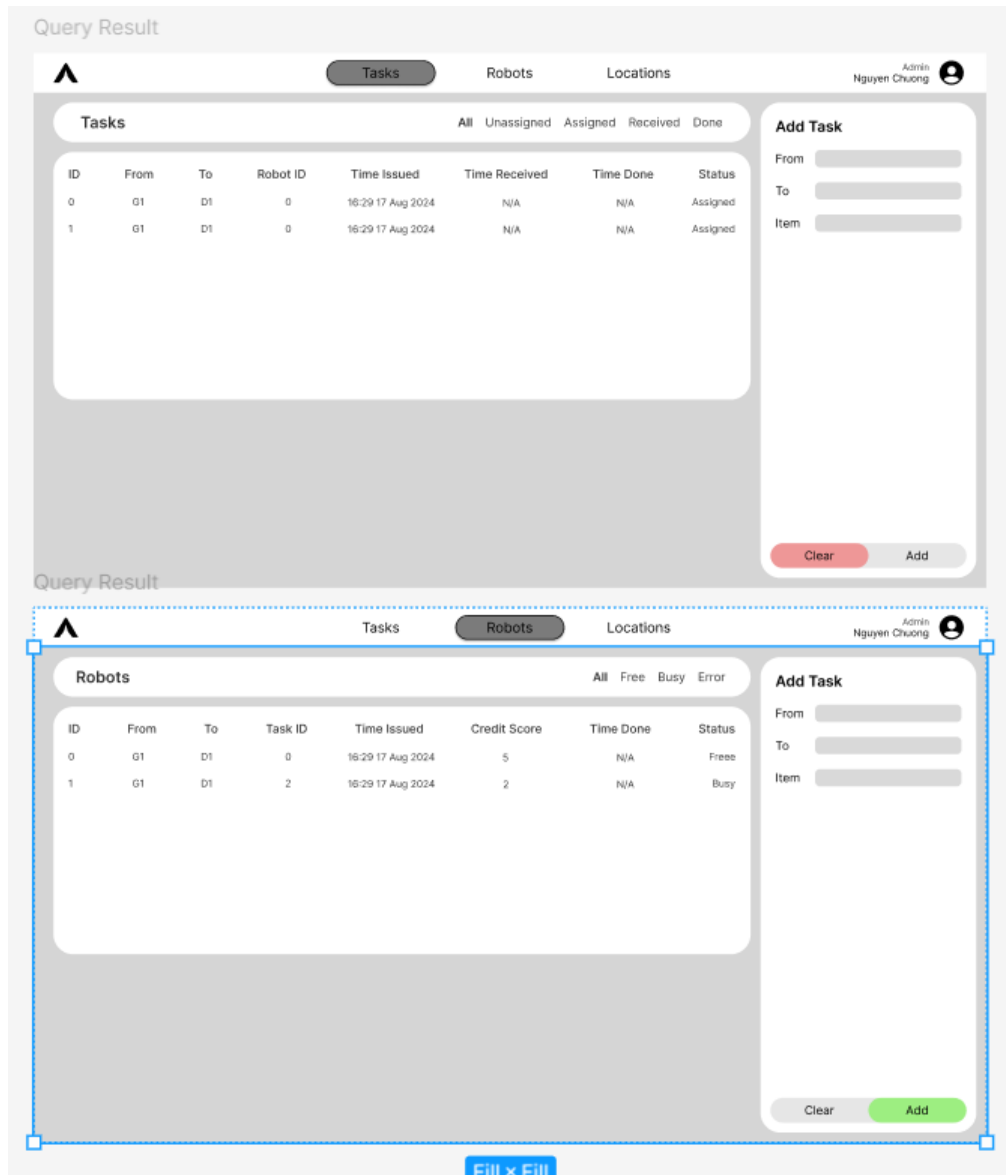 Query Result
Tasks Robots Locations Admin
Nguyen Chuong
Tasks All Unassigned Assigned Received Done
ID From To Robot ID Time Issued Time Received Time Done Status
0 G1 D1 0 16:29 17 Aug 2024 N/A N/A Assigned
1 G1 D1 0 16:29 17 Aug 2024 N/A N/A Assigned
Add Task
From
To
Item
Clear Add
Query Result
Tasks Robots Locations Admin
Nguyen Chuong
Robots All Free Busy Error
ID From To Task ID Time Issued Credit Score Time Done Status
0 G1 D1 0 16:29 17 Aug 2024 5 N/A Freee
1 G1 D1 2 16:29 17 Aug 2024 2 N/A Busy
Add Task
From
To
Item
Clear Add
Fill × Fill